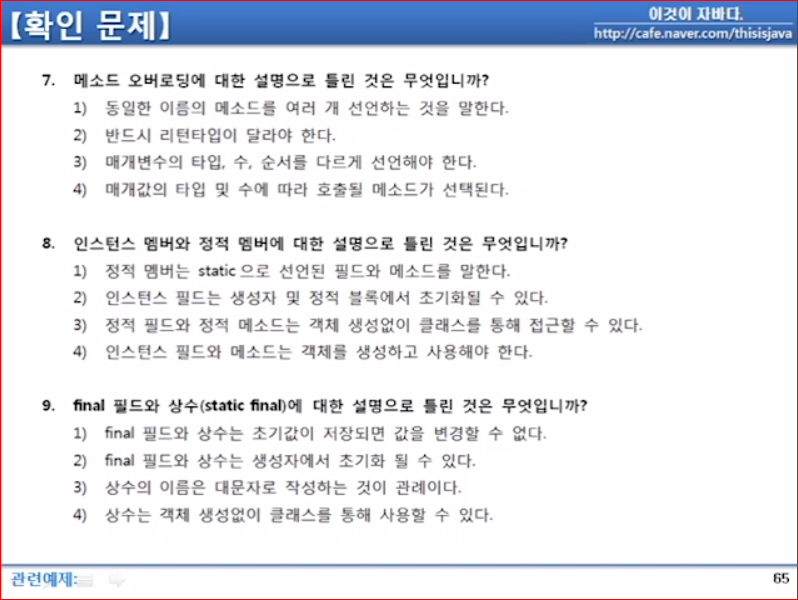 【확인 문제】
이것이 자바다.
http://cafe.naver.com/thisisjava
7. 메소드 오버로딩에 대한 설명으로 틀린 것은 무엇입니까?
1) 동일한 이름의 메소드를 여러 개 선언하는 것을 말한다.
2) 반드시 리턴타입이 달라야 한다.
3) 매개변수의 타입, 수, 순서를 다르게 선언해야 한다.
4) 매개값의 타입 및 수에 따라 호출될 메소드가 선택된다.
8. 인스턴스 멤버와 정적 멤버에 대한 설명으로 틀린 것은 무엇입니까?
1) 정적 멤버는 static으로 선언된 필드와 메소드를 말한다.
2) 인스턴스 필드는 생성자 및 정적 블록에서 초기화될 수 있다.
3) 정적 필드와 정적 메소드는 객체 생성없이 클래스를 통해 접근할 수 있다.
4) 인스턴스 필드와 메소드는 객체를 생성하고 사용해야 한다.
9. final 필드와 상수(static final)에 대한 설명으로 틀린 것은 무엇입니까?
1) final 필드와 상수는 초기값이 저장되면 값을 변경할 수 없다.
2) final 필드와 상수는 생성자에서 초기화 될 수 있다.
3) 상수의 이름은 대문자로 작성하는 것이 관례이다.
4) 상수는 객체 생성없이 클래스를 통해 사용할 수 있다.
관련예제:
65